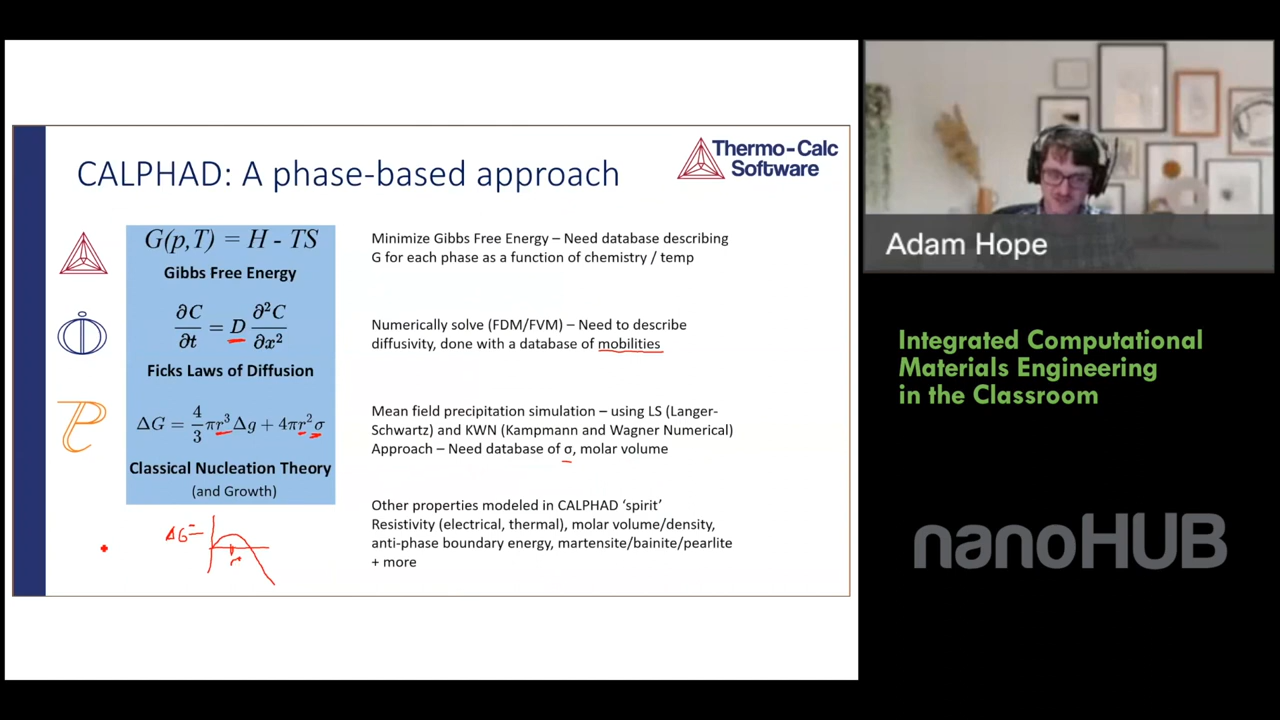 CALPHAD: A phase-based approach
Thermo-Calc
Software
G(p,T) = H - TS
Gibbs Free Energy
∂C/∂t = D ∂²C/∂x²
Ficks Laws of Diffusion
ΔG = 4/3 πr³Δg + 4πr²σ
Classical Nucleation Theory
(and Growth)
Minimize Gibbs Free Energy – Need database describing
G for each phase as a function of chemistry / temp
Numerically solve (FDM/FVM) – Need to describe
diffusivity, done with a database of mobilities
Mean field precipitation simulation – using LS (Langer-
Schwartz) and KWN (Kampmann and Wagner Numerical)
Approach – Need database of σ, molar volume
Other properties modeled in CALPHAD ‘spirit’
Resistivity (electrical, thermal), molar volume/density,
anti-phase boundary energy, martensite/bainite/pearlite
+ more
ΔG
Adam Hope
Integrated Computational
Materials Engineering
in the Classroom
nanoHUB